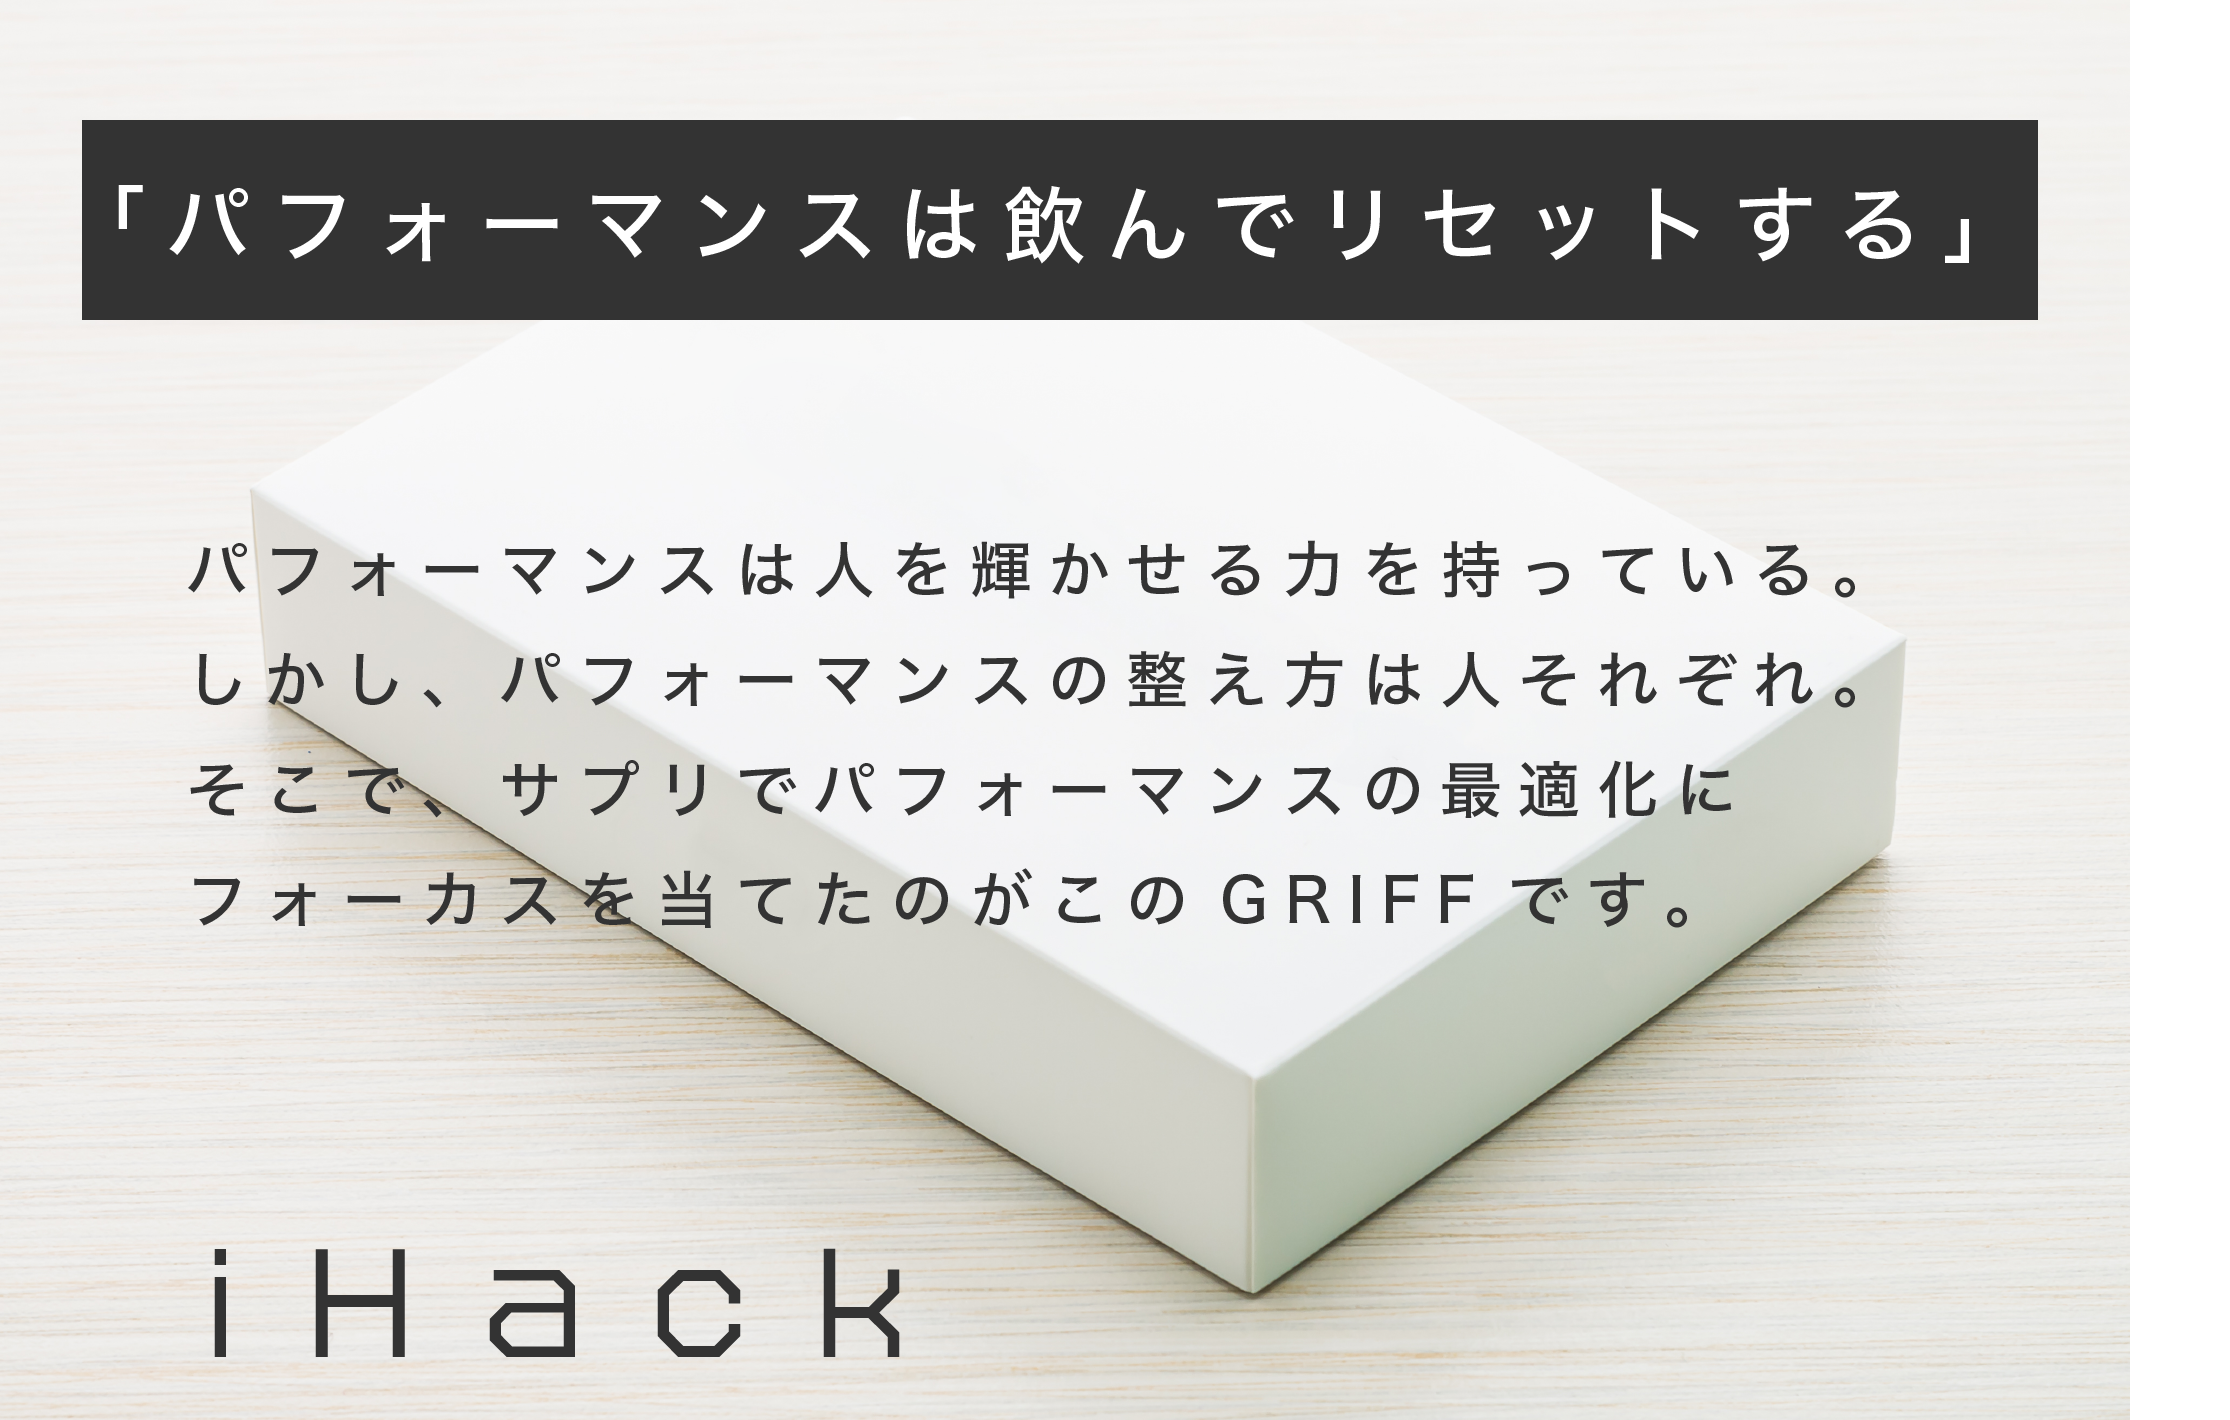 「パフォーマンスは飲んでリセットする」
パフォーマンスは人を輝かせる力を持っている。
しかし、パフォーマンスの整え方は人それぞれ。
そこで、サプリでパフォーマンスの最適化に
フォーカスを当てたのがこのGRIFFです。
iHack